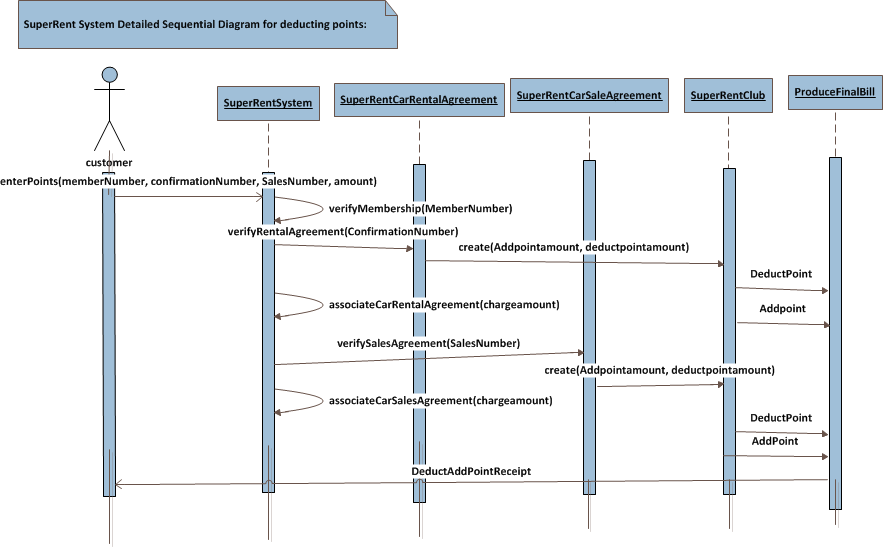 SuperRent System Detailed Sequential Diagram for deducting points:
SuperRentSystem
SuperRentCarRentalAgreement
SuperRentCarSaleAgreement
SuperRentClub
ProduceFinalBill
customer
enterPoints(memberNumber, confirmationNumber, SalesNumber, amount)
verifyMembership(MemberNumber)
verifyRentalAgreement(ConfirmationNumber)
create(Addpointamount, deductpointamount)
DeductPoint
associateCarRentalAgreement(chargeamount)
Addpoint
verifySalesAgreement(SalesNumber)
create(Addpointamount, deductpointamount)
associateCarSalesAgreement(chargeamount)
DeductPoint
AddPoint
DeductAddPointReceipt